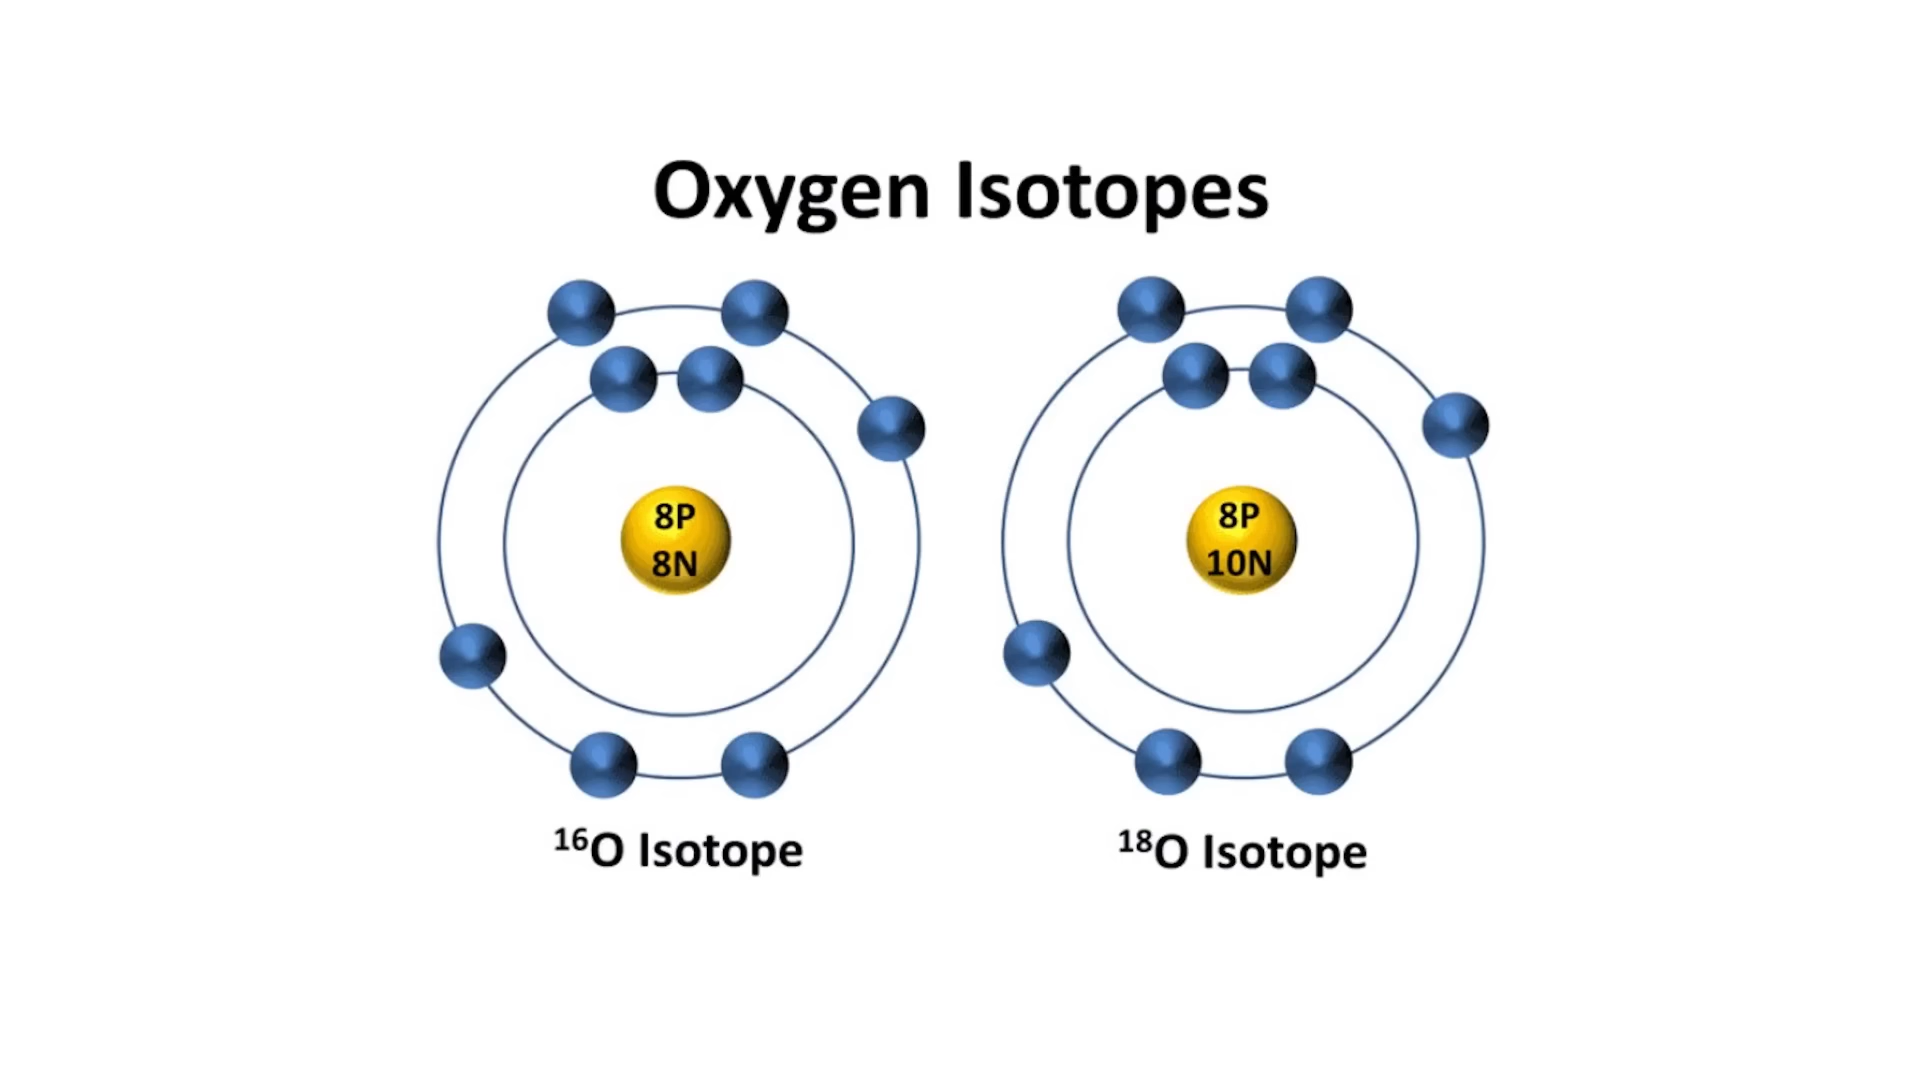 Oxygen Isotopes
8P
8N
8P
10N
¹⁶O Isotope
¹⁸O Isotope